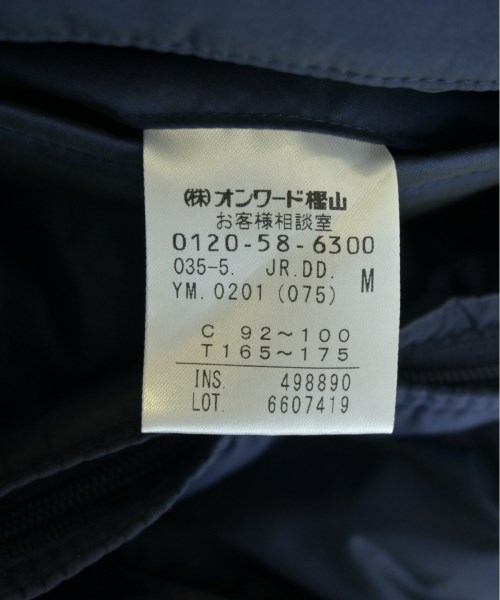 ㈱オンワード樫山
お客様相談室
0120-58-6300
035-5. JR.DD. M
YM.0201(075)
C 92〜100
T165〜175
INS. 498890
LOT. 6607419